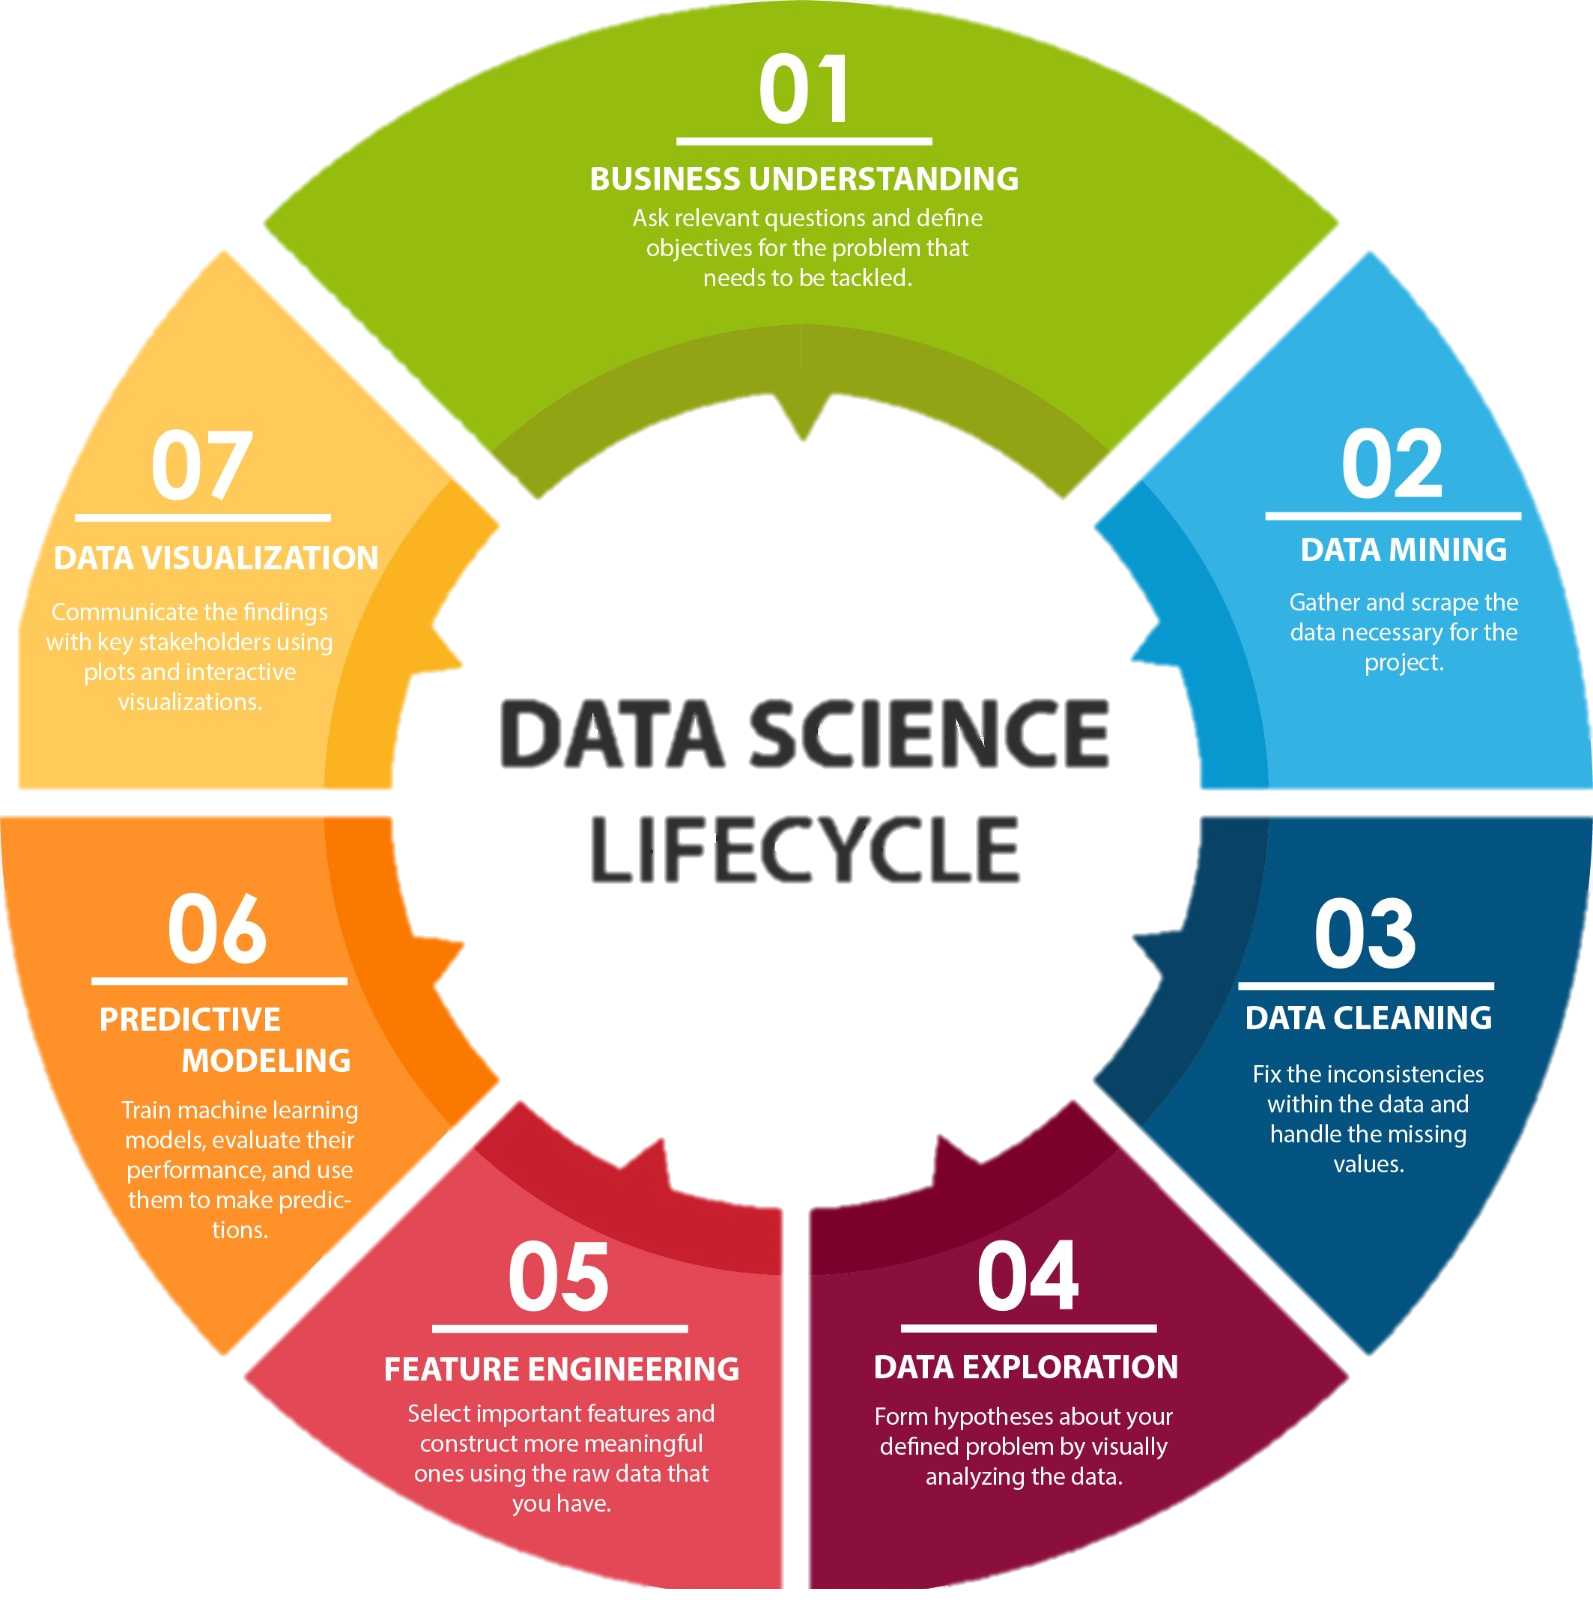 01
BUSINESS UNDERSTANDING
Ask relevant questions and define
objectives for the problem that
needs to be tackled.
02
DATA MINING
Gather and scrape the
data necessary for the
project.
03
DATA CLEANING
Fix the inconsistencies
within the data and
handle the missing
values.
04
DATA EXPLORATION
Form hypotheses about your
defined problem by visually
analyzing the data.
05
FEATURE ENGINEERING
Select important features and
construct more meaningful
ones using the raw data that
you have.
06
PREDICTIVE
MODELING
Train machine learning
models, evaluate their
performance, and use
them to make predic-
tions.
07
DATA VISUALIZATION
Communicate the findings
with key stakeholders using
plots and interactive
visualizations.
DATA SCIENCE
LIFECYCLE